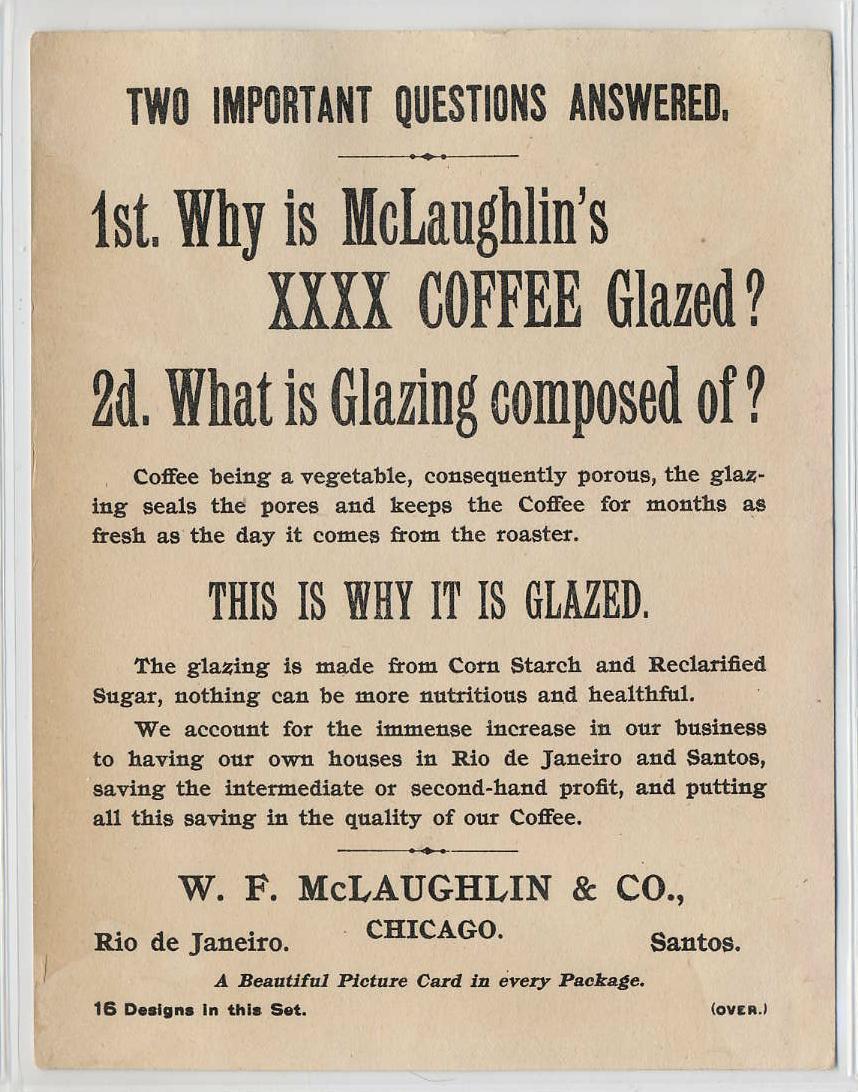 TWO IMPORTANT QUESTIONS ANSWERED.
1st. Why is McLaughlin's
XXXX COFFEE Glazed?
2d. What is Glazing composed of?
Coffee being a vegetable, consequently porous, the glaz-
ing seals the pores and keeps the Coffee for months as
fresh as the day it comes from the roaster.
THIS IS WHY IT IS GLAZED.
The glazing is made from Corn Starch and Reclarified
Sugar, nothing can be more nutritious and healthful.
We account for the immense increase in our business
to having our own houses in Rio de Janeiro and Santos,
saving the intermediate or second-hand profit, and putting
all this saving in the quality of our Coffee.
W. F. McLAUGHLIN & CO.,
CHICAGO.
Rio de Janeiro. Santos.
A Beautiful Picture Card in every Package.
16 Designs in this Set. (OVER.)